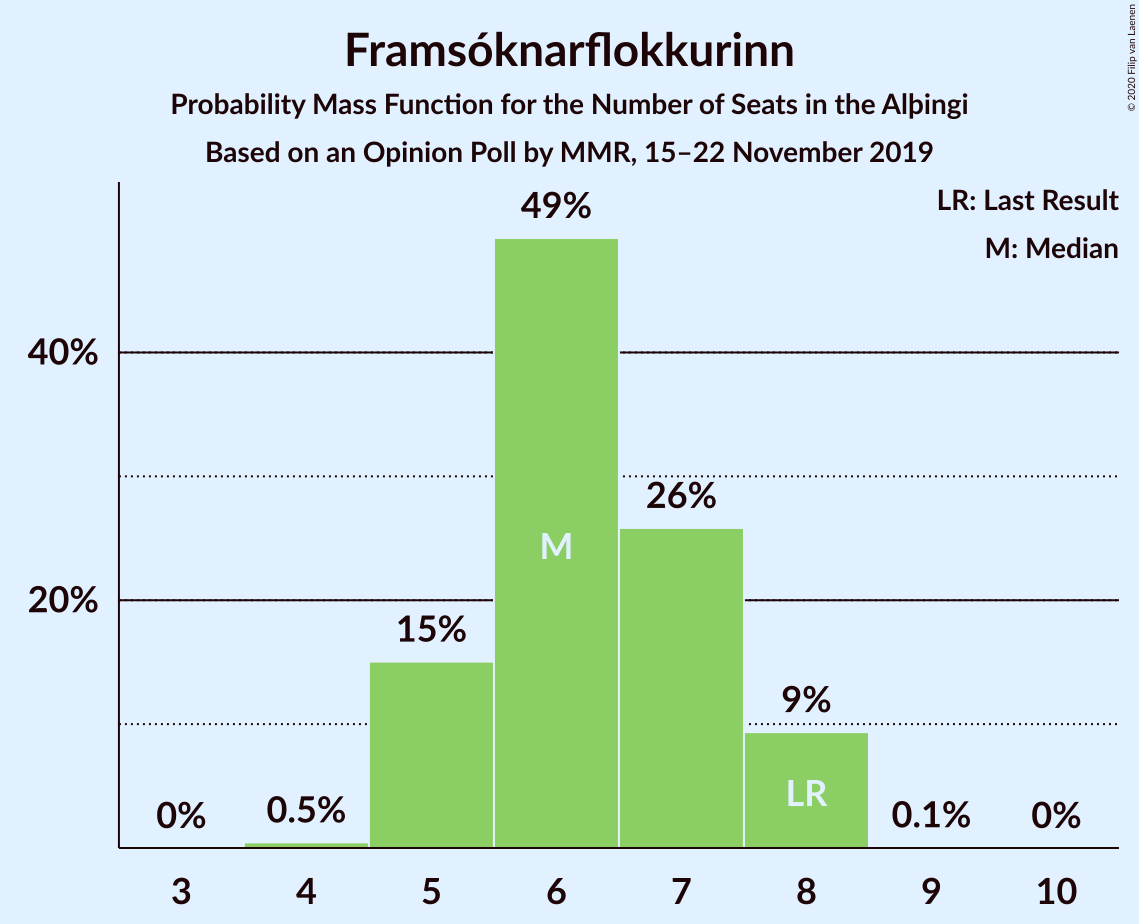 Framsóknarflokkurinn
Probability Mass Function for the Number of Seats in the Alþingi
Based on an Opinion Poll by MMR, 15–22 November 2019
© 2020 Filip van Laenen
LR: Last Result
M: Median
49%
40%
26%
M
20%
15%
9%
LR
0%
0.5%
0.1%
0%
3 4 5 6 7 8 9 10